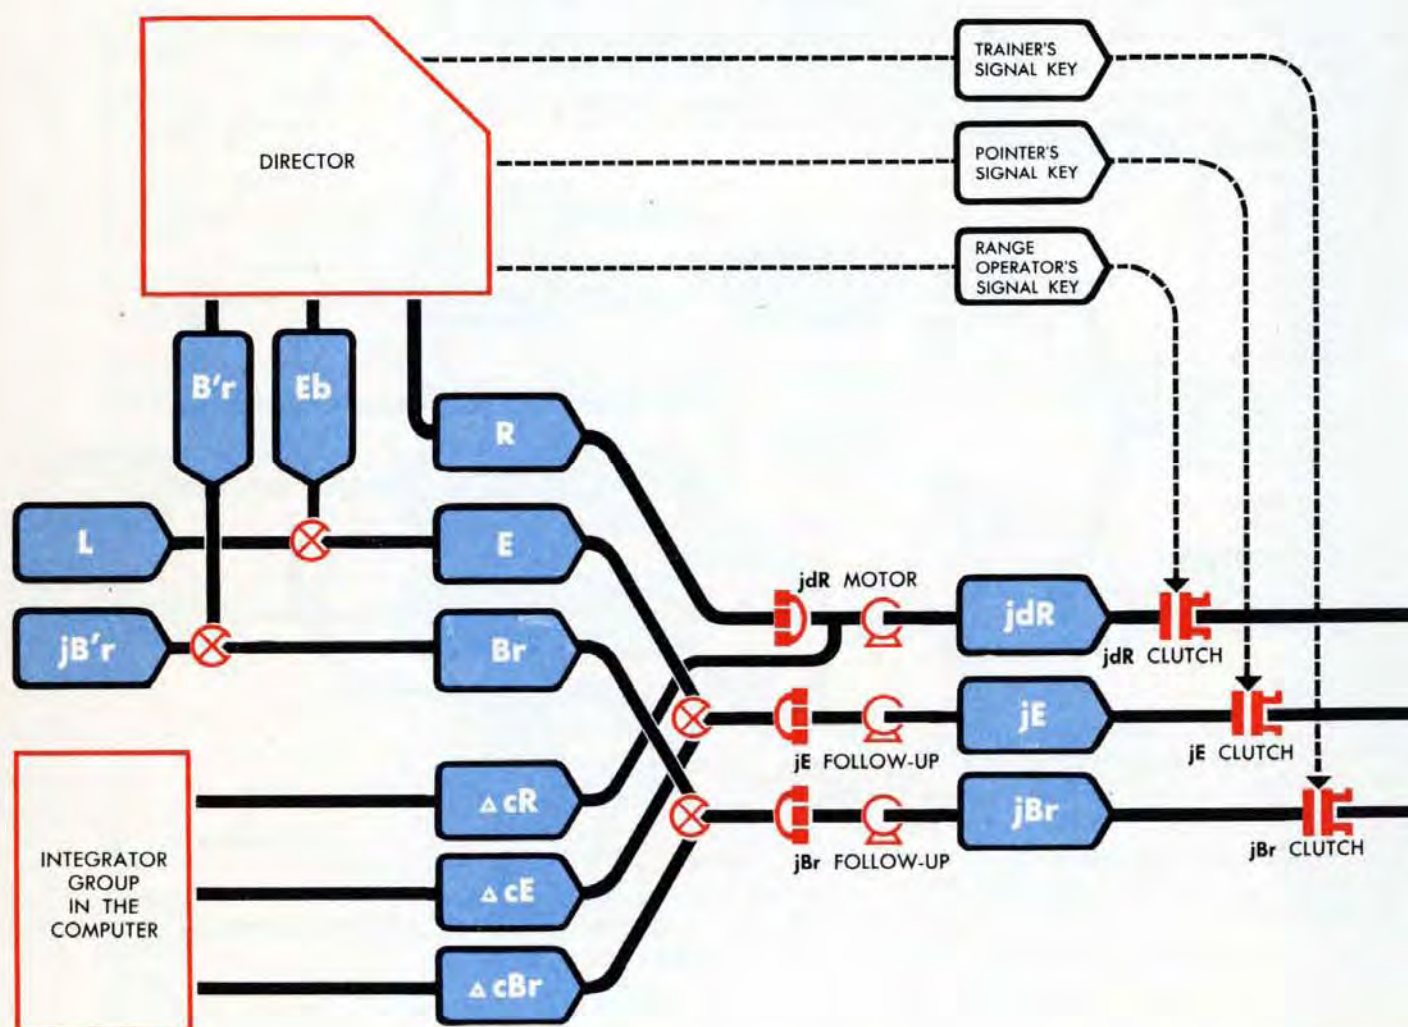 TRAINER'S
SIGNAL KEY
DIRECTOR
POINTER'S
SIGNAL KEY
RANGE
OPERATOR'S
SIGNAL KEY
B'r
Eb
R
L
E
jdR MOTOR
jB'r
Br
jdR
jdR CLUTCH
jE
jE FOLLOW-UP
jE CLUTCH
Δ cR
jBr
jBr FOLLOW-UP
jBr CLUTCH
INTEGRATOR
GROUP
IN THE
COMPUTER
Δ cE
Δ cBr